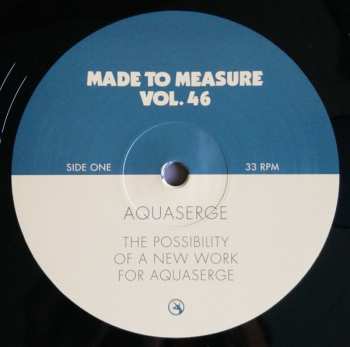 MADE TO MEASURE
VOL. 46
SIDE ONE
33 RPM
AQUASERGE
THE POSSIBILITY
OF A NEW WORK
FOR AQUASERGE